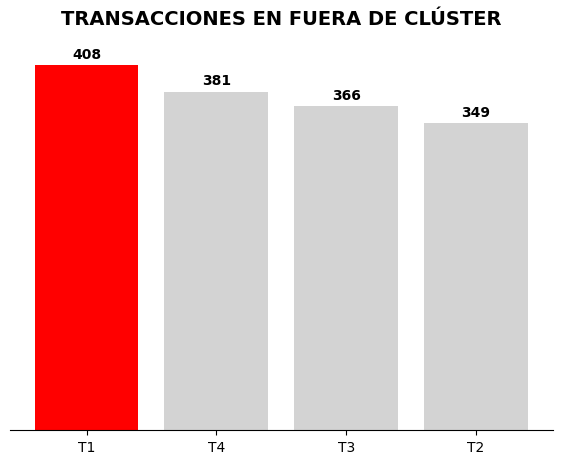 TRANSACCIONES EN FUERA DE CLÚSTER
408
381
366
349
T1
T4
T3
T2